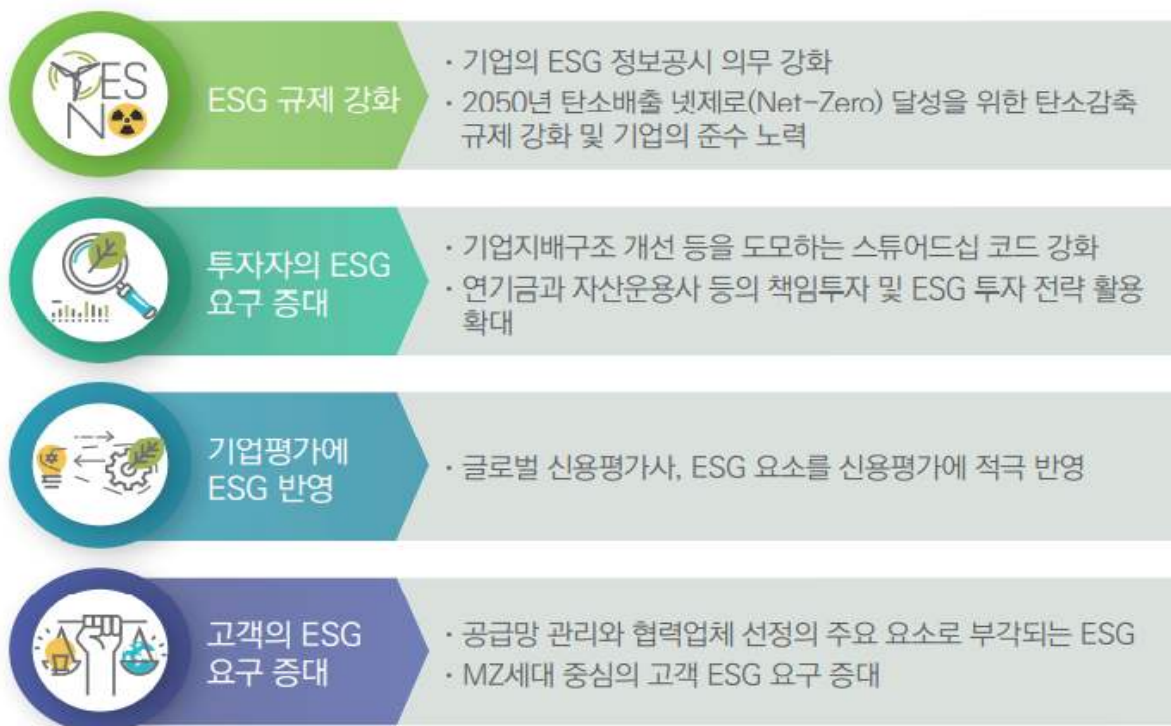 YES
NO
ESG 규제 강화
· 기업의 ESG 정보공시 의무 강화
· 2050년 탄소배출 넷제로(Net-Zero) 달성을 위한 탄소감축
규제 강화 및 기업의 준수 노력
투자자의 ESG
요구 증대
· 기업지배구조 개선 등을 도모하는 스튜어드십 코드 강화
· 연기금과 자산운용사 등의 책임투자 및 ESG 투자 전략 활용
확대
기업평가에
ESG 반영
· 글로벌 신용평가사, ESG 요소를 신용평가에 적극 반영
고객의 ESG
요구 증대
· 공급망 관리와 협력업체 선정의 주요 요소로 부각되는 ESG
· MZ세대 중심의 고객 ESG 요구 증대